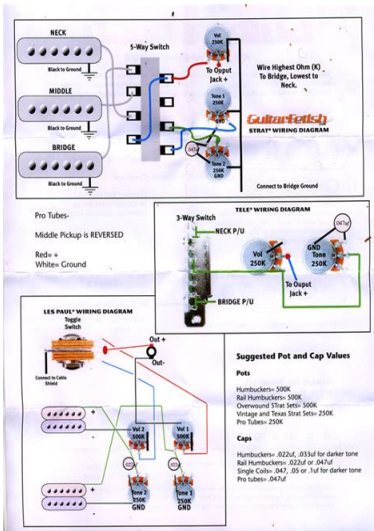 NECK
Black to Ground
MIDDLE
Black to Ground
BRIDGE
Black to Ground
5-Way Switch
Vol
250K
To Ouput
Jack +
Tone 1
250K
GND
.047
Tone 2
250K
GND
Wire Highest Ohm (K)
To Bridge, Lowest to
Neck.
GuitarFetish
STRAT® WIRING DIAGRAM
Connect to Bridge Ground
Pro Tubes-
Middle Pickup is REVERSED
Red= +
White= Ground
TELE® WIRING DIAGRAM
3-Way Switch
NECK P/U
BRIDGE P/U
Vol
250K
GND
Tone
250K
.047uf
To Ouput
Jack +
LES PAUL® WIRING DIAGRAM
Toggle
Switch
Out +
Out-
Connect to Cable
Shield
+
-
+
-
Vol 2
500K
Vol 1
500K
.022
.022
Tone 2
250K
GND
Tone 1
250K
GND
Suggested Pot and Cap Values
Pots
Humbuckers= 500K
Rail Humbuckers= 500K
Overwound STrat Sets= 500K
Vintage and Texas Strat Sets= 250K
Pro Tubes= 250K
Caps
Humbuckers= .022uf, .033uf for darker tone
Rail Humbuckers= .022uf or .047uf
Single Coils= .047, .05 or .1uf for darker tone
Pro tubes= .047uf